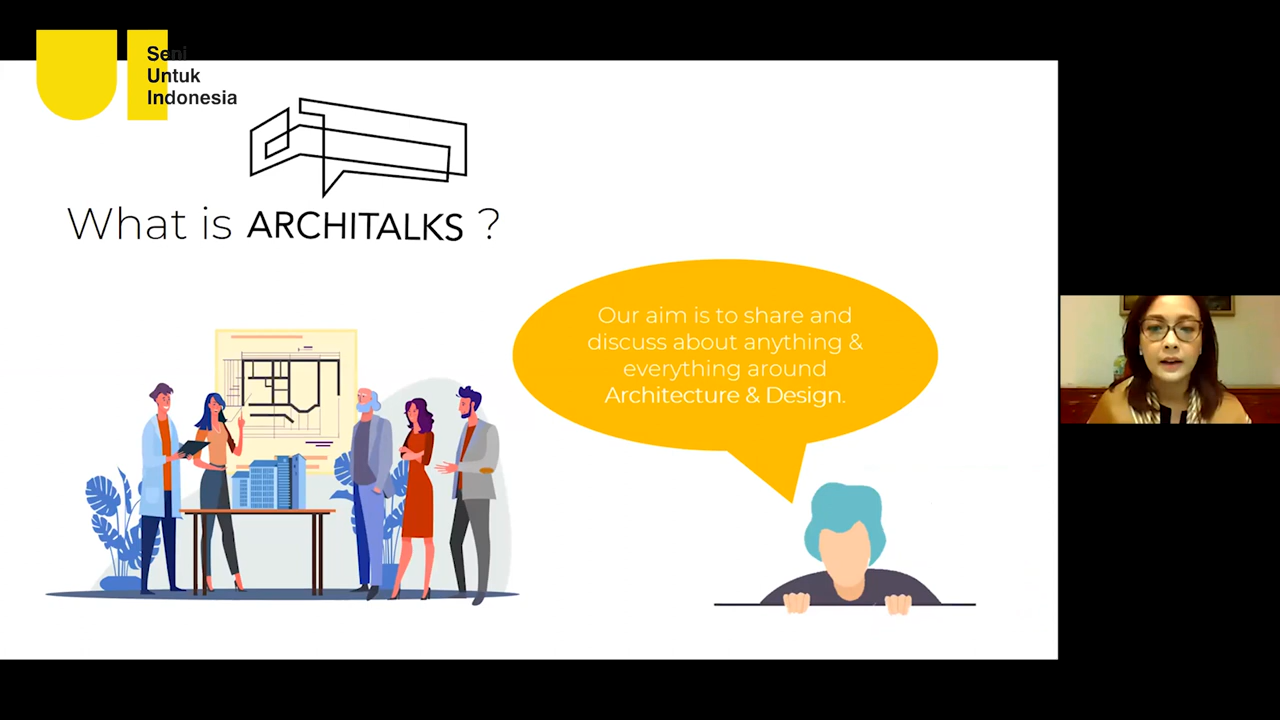 Seni
Untuk
Indonesia
What is ARCHITALKS ?
Our aim is to share and
discuss about anything &
everything around
Architecture & Design.